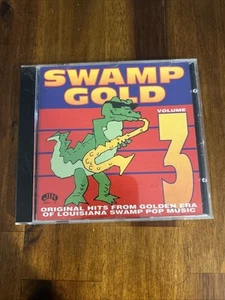 SWAMP
GOLD
VOLUME
3
ORIGINAL HITS FROM GOLDEN ERA
OF LOUISIANA SWAMP POP MUSIC